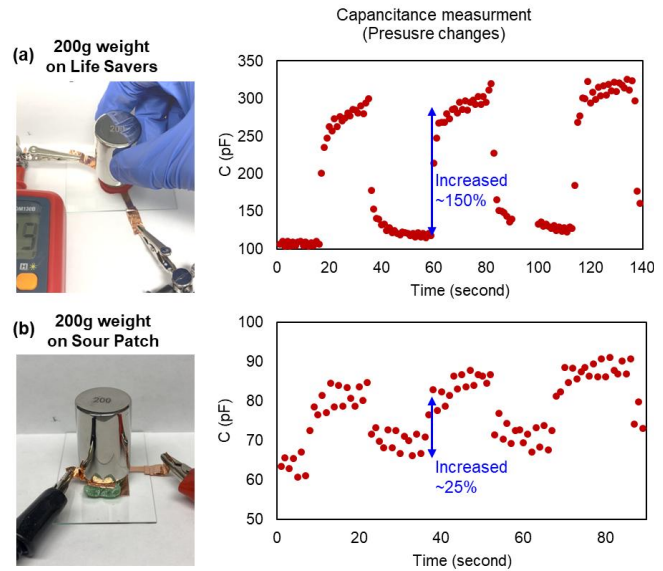 Capancitance measurment
(Presusre changes)
(a)
200g weight
on Life Savers
200
350
300
250
200
150
100
C (pF)
Increased
~150%
0
20
40
60
80
100
120
140
Time (second)
(b)
200g weight
on Sour Patch
200
100
90
80
70
60
50
C (pF)
Increased
~25%
0
20
40
60
80
Time (second)